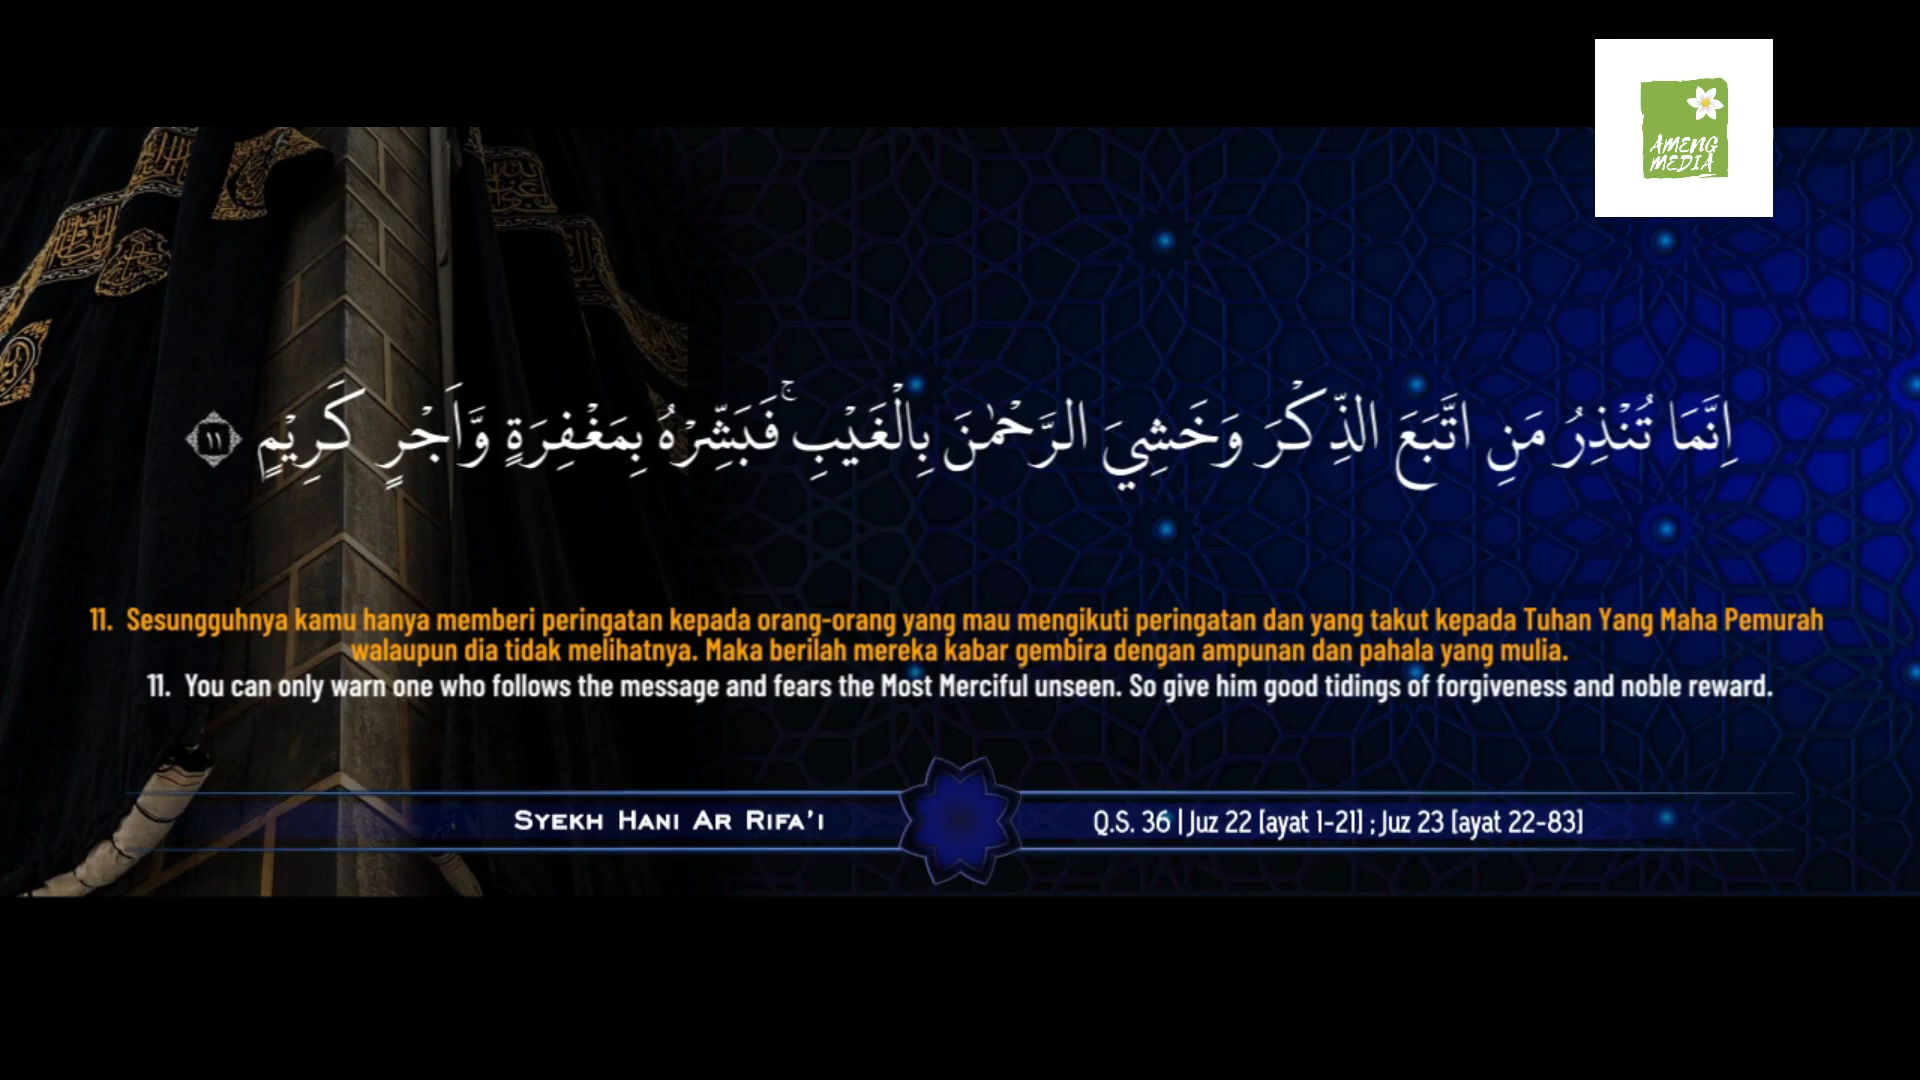 AMENG
MEDIA
اِنَّمَا تُنْذِرُ مَنِ اتَّبَعَ الذِّكْرَ وَخَشِيَ الرَّحْمٰنَ بِالْغَيْبِۚ فَبَشِّرْهُ بِمَغْفِرَةٍ وَّاَجْرٍ كَرِيْمٍ ١١
11. Sesungguhnya kamu hanya memberi peringatan kepada orang-orang yang mau mengikuti peringatan dan yang takut kepada Tuhan Yang Maha Pemurah
walaupun dia tidak melihatnya. Maka berilah mereka kabar gembira dengan ampunan dan pahala yang mulia.
11. You can only warn one who follows the message and fears the Most Merciful unseen. So give him good tidings of forgiveness and noble reward.
Syekh Hani Ar Rifa'i
Q.S. 36 | Juz 22 [ayat 1-21] ; Juz 23 [ayat 22-83]